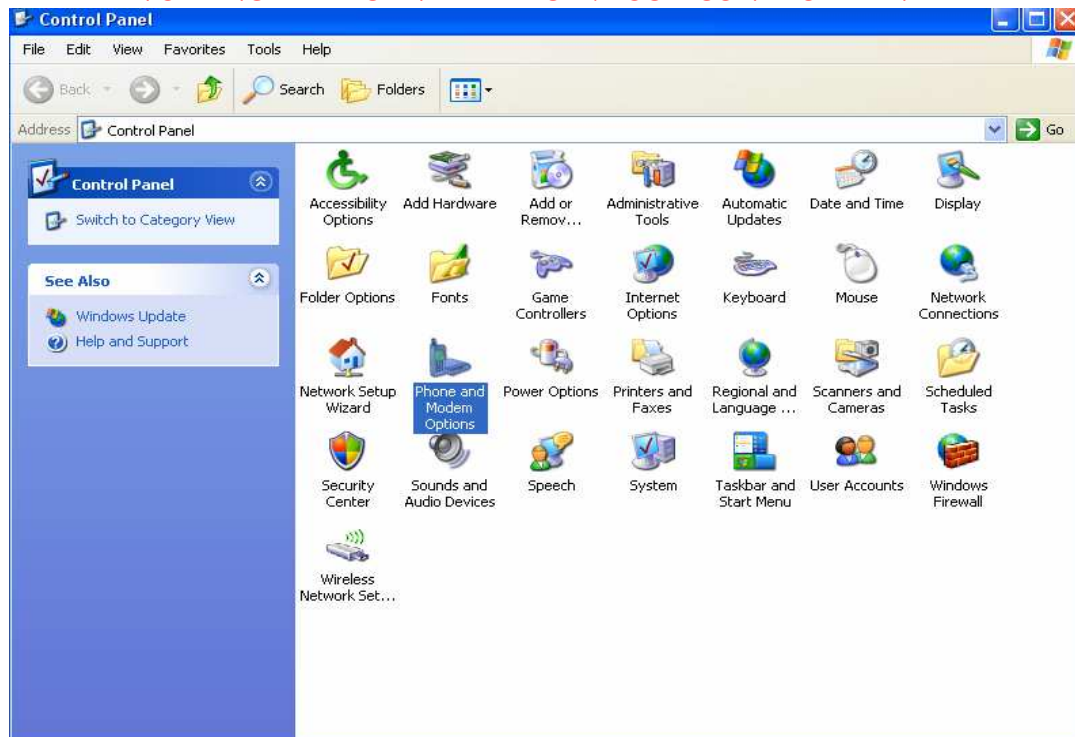 Control Panel
File Edit View Favorites Tools Help
Back Search Folders
Address Control Panel Go
Control Panel
Switch to Category View
See Also
Windows Update
Help and Support
Accessibility Options
Add Hardware
Add or Remov...
Administrative Tools
Automatic Updates
Date and Time
Display
Folder Options
Fonts
Game Controllers
Internet Options
Keyboard
Mouse
Network Connections
Network Setup Wizard
Phone and Modem Options
Power Options
Printers and Faxes
Regional and Language ...
Scanners and Cameras
Scheduled Tasks
Security Center
Sounds and Audio Devices
Speech
System
Taskbar and Start Menu
User Accounts
Windows Firewall
Wireless Network Set...